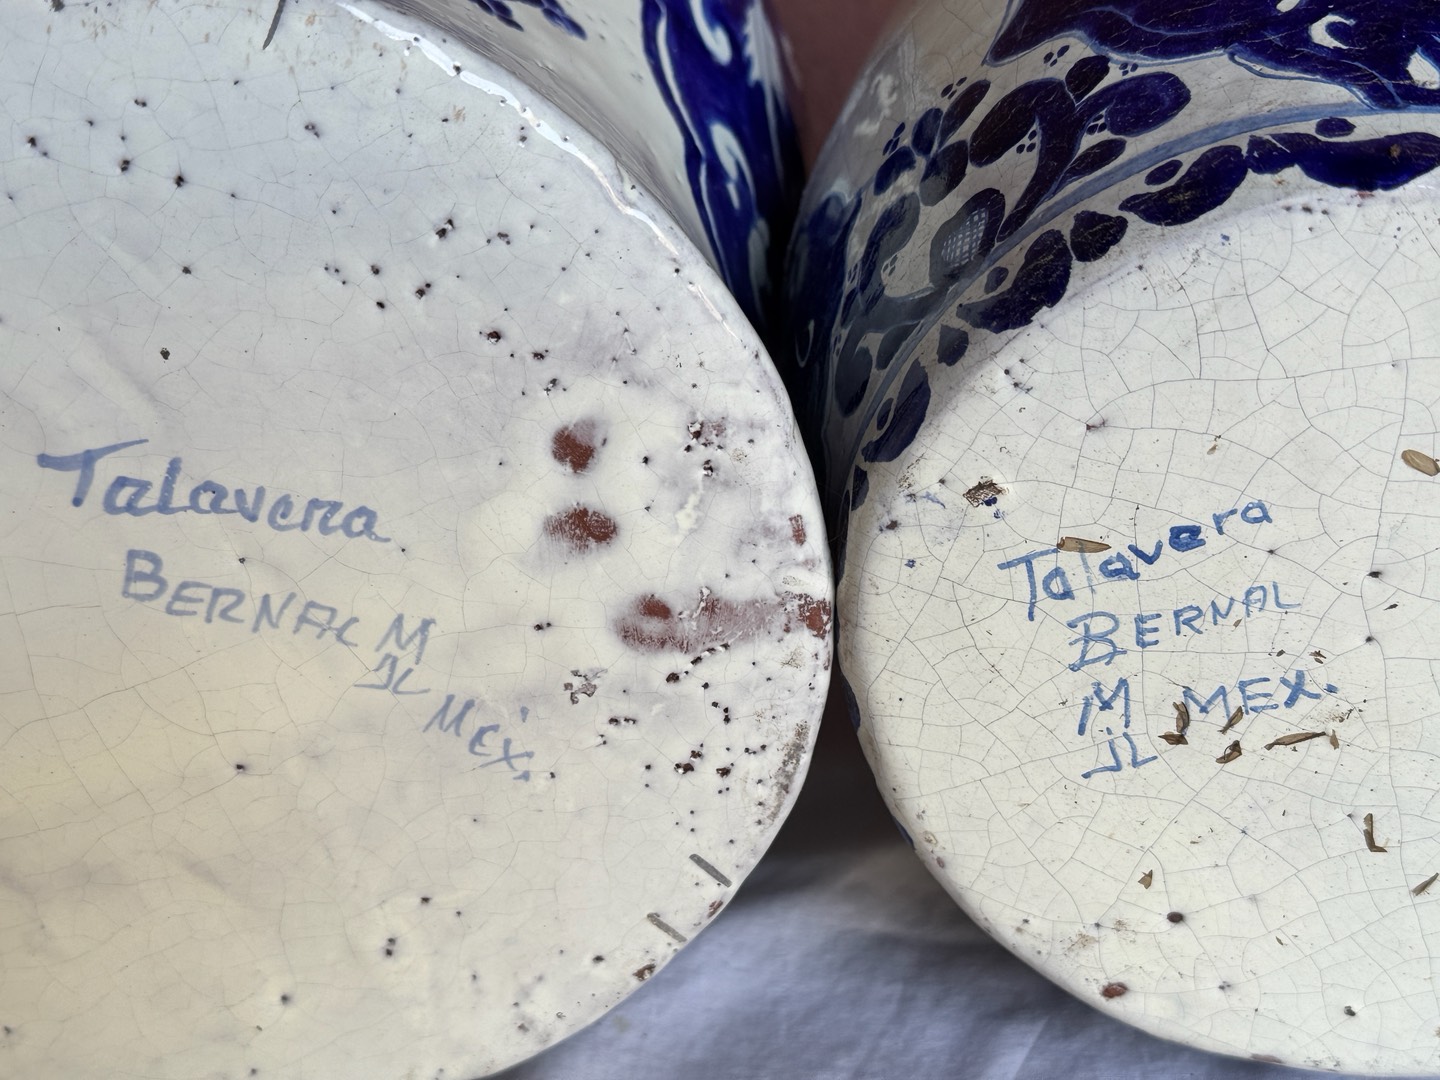 Talavera
BERNAL M
JL
MEX.
Talavera
BERNAL
M MEX.
JL